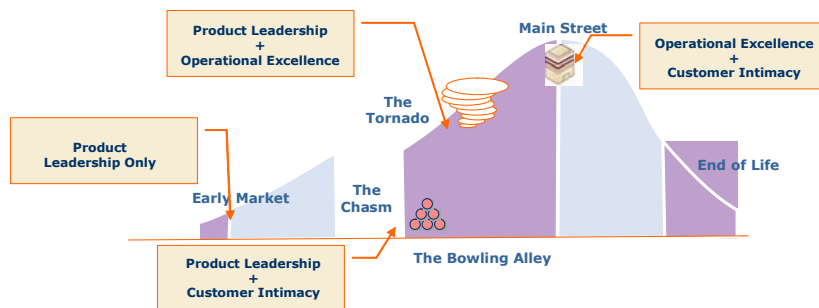 Product Leadership
+
Operational Excellence
Main Street
Operational Excellence
+
Customer Intimacy
The
Tornado
Product
Leadership Only
Early Market
The
Chasm
End of Life
Product Leadership
+
Customer Intimacy
The Bowling Alley